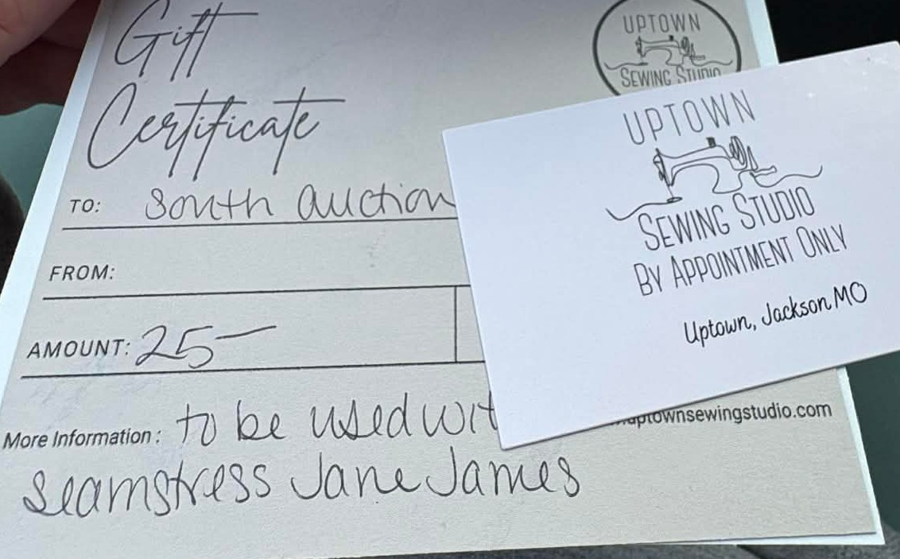 Gift
Certificate
UPTOWN
SEWING STUDIO
TO: South auction
FROM:
AMOUNT: 25—
More Information: to be used wit
seamstress Jane James
uptownsewingstudio.com
UPTOWN
SEWING STUDIO
BY APPOINTMENT ONLY
Uptown, Jackson MO